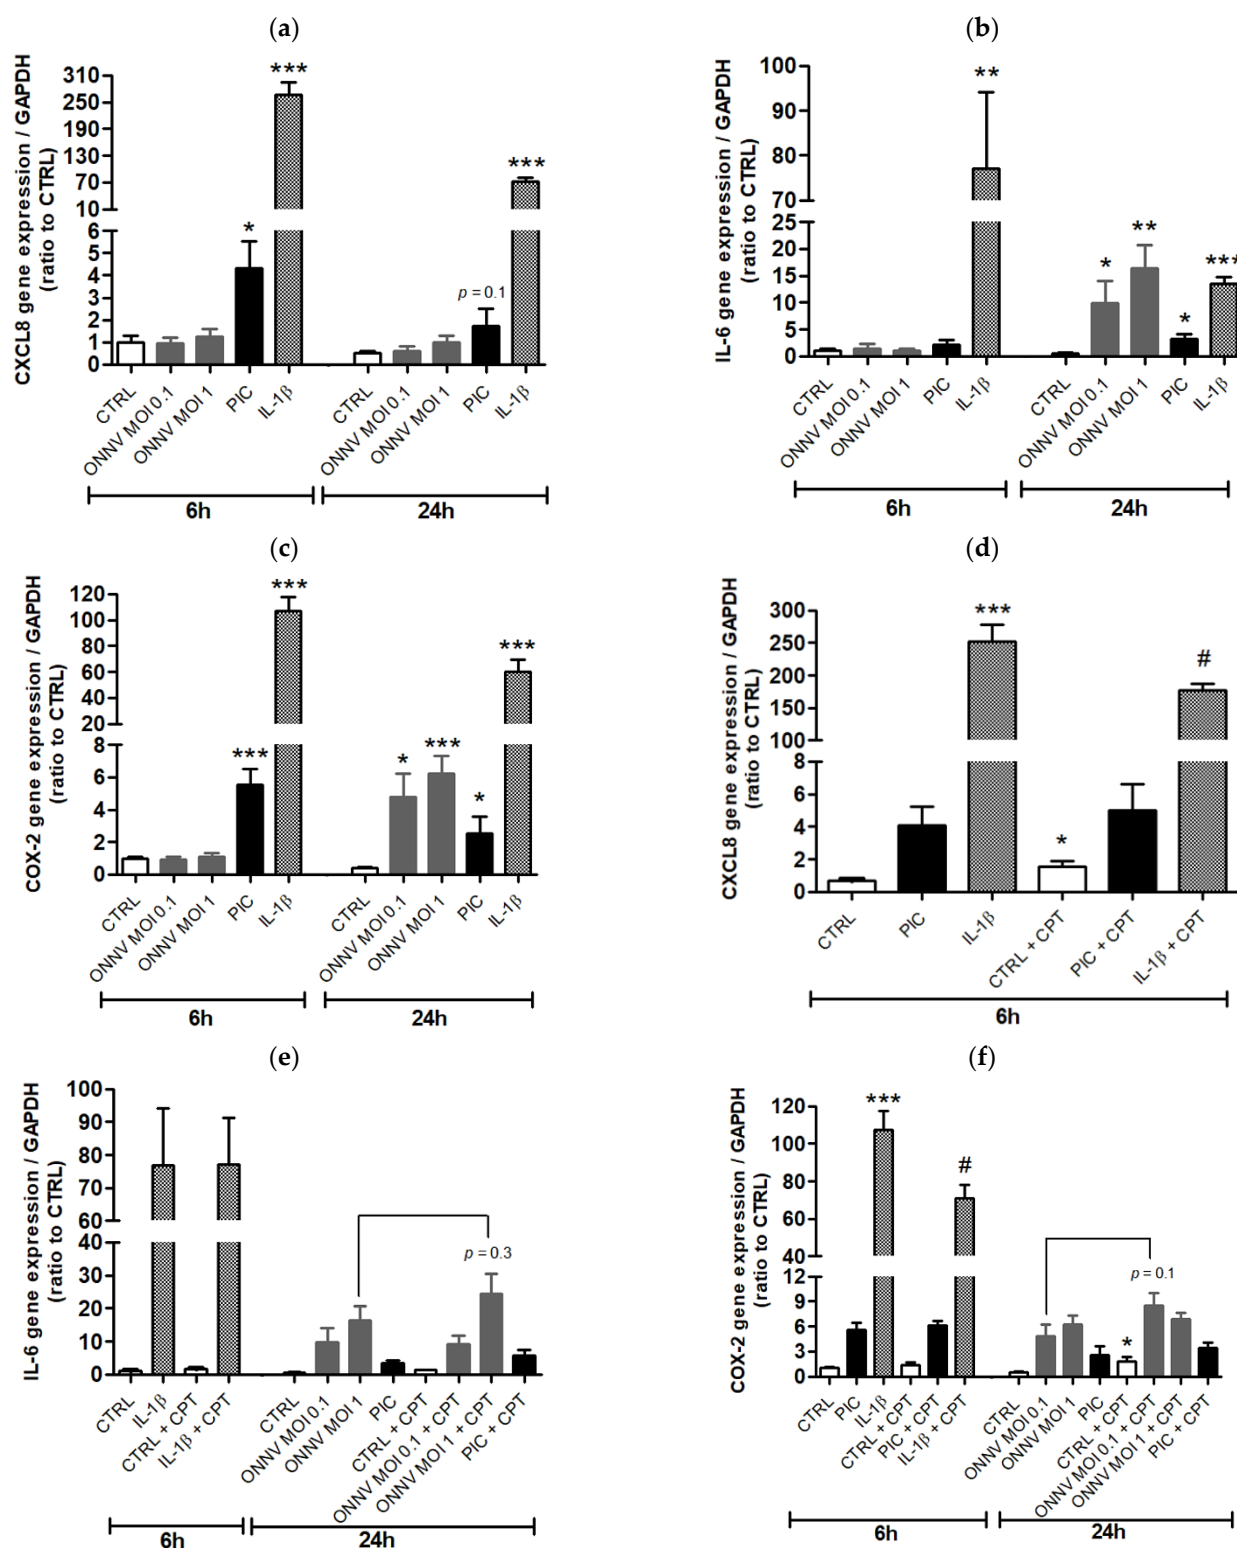 (a)
CXCL8 gene expression / GAPDH
(ratio to CTRL)
310
250
190
130
70
10
6
5
4
3
2
1
0
***
*
***
p = 0.1
CTRL
ONNV MOI 0.1
ONNV MOI 1
PIC
IL-1β
CTRL
ONNV MOI 0.1
ONNV MOI 1
PIC
IL-1β
6h
24h
(b)
IL-6 gene expression / GAPDH
(ratio to CTRL)
100
90
80
70
25
20
15
10
5
0
**
*
**
*
***
CTRL
ONNV MOI 0.1
ONNV MOI 1
PIC
IL-1β
CTRL
ONNV MOI 0.1
ONNV MOI 1
PIC
IL-1β
6h
24h
(c)
COX-2 gene expression / GAPDH
(ratio to CTRL)
120
100
80
60
40
20
8
6
4
2
0
***
***
*
***
*
***
CTRL
ONNV MOI 0.1
ONNV MOI 1
PIC
IL-1β
CTRL
ONNV MOI 0.1
ONNV MOI 1
PIC
IL-1β
6h
24h
(d)
CXCL8 gene expression / GAPDH
(ratio to CTRL)
300
250
200
150
100
8
6
4
2
0
***
*
#
CTRL
PIC
IL-1β
CTRL + CPT
PIC + CPT
IL-1β + CPT
6h
(e)
IL-6 gene expression / GAPDH
(ratio to CTRL)
100
90
80
70
60
40
30
20
10
0
p = 0.3
CTRL
IL-1β
CTRL + CPT
IL-1β + CPT
CTRL
ONNV MOI 0.1
ONNV MOI 1
PIC
CTRL + CPT
ONNV MOI 0.1 + CPT
ONNV MOI 1 + CPT
PIC + CPT
6h
24h
(f)
COX-2 gene expression / GAPDH
(ratio to CTRL)
120
100
80
60
40
12
9
6
3
0
***
#
p = 0.1
*
CTRL
PIC
IL-1β
CTRL + CPT
PIC + CPT
IL-1β + CPT
CTRL
ONNV MOI 0.1
ONNV MOI 1
PIC
CTRL + CPT
ONNV MOI 0.1 + CPT
ONNV MOI 1 + CPT
PIC + CPT
6h
24h